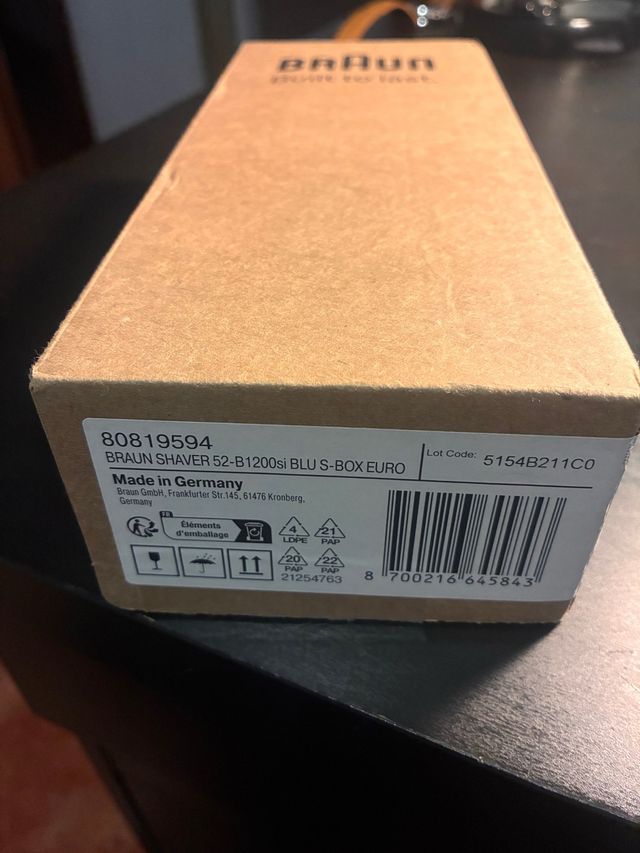 BRAUN
Built to last.
80819594
BRAUN SHAVER 52-B1200si BLU S-BOX EURO
Lot Code: 5154B211C0
Made in Germany
Braun GmbH, Frankfurter Str.145, 61476 Kronberg,
Germany
FR
Éléments
d'emballage
4
LDPE
21
PAP
20
PAP
22
PAP
21254763
8 700216 645843